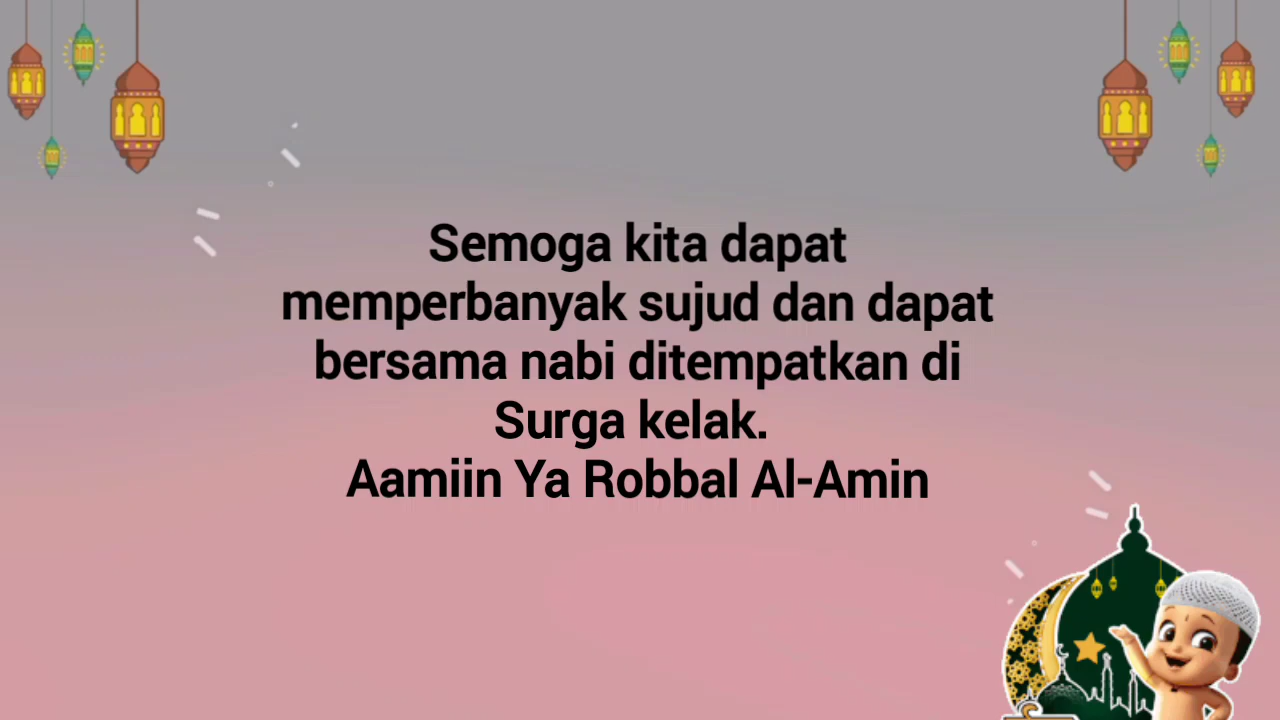 Semoga kita dapat
memperbanyak sujud dan dapat
bersama nabi ditempatkan di
Surga kelak.
Aamiin Ya Robbal Al-Amin